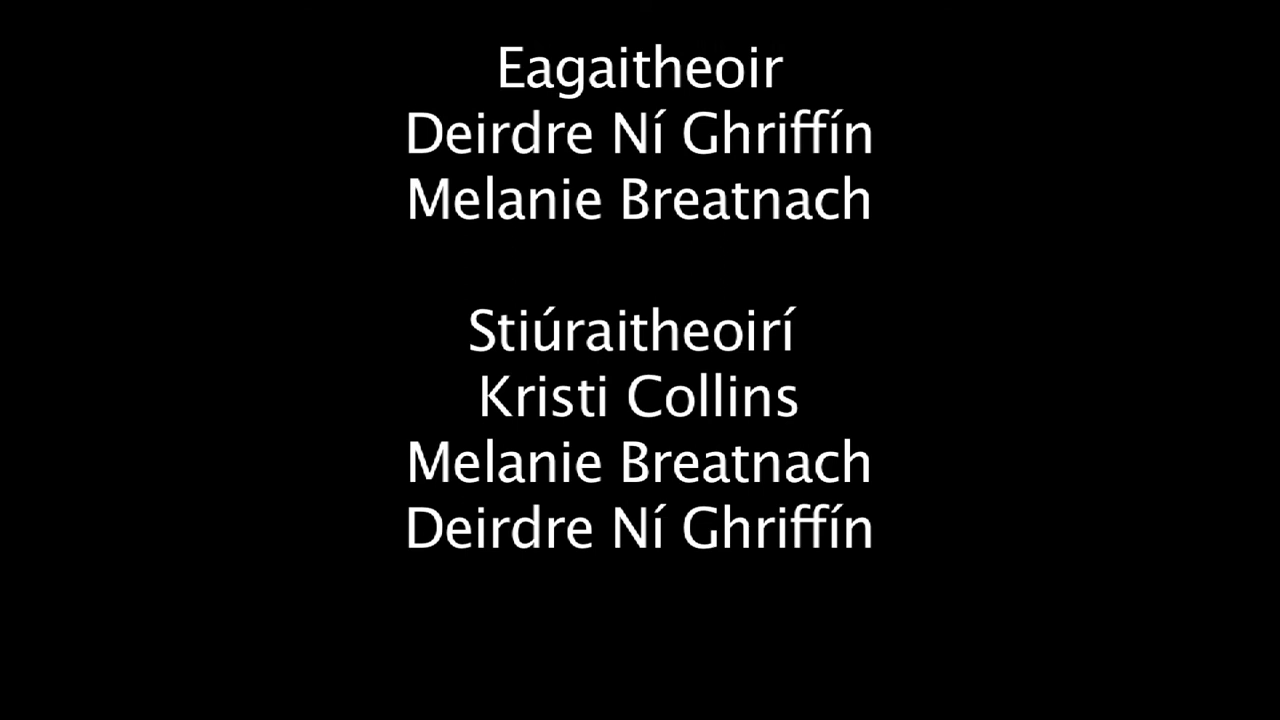 Eagaitheoir
Deirdre Ní Ghriffín
Melanie Breatnach
Stiúraitheoirí
Kristi Collins
Melanie Breatnach
Deirdre Ní Ghriffín